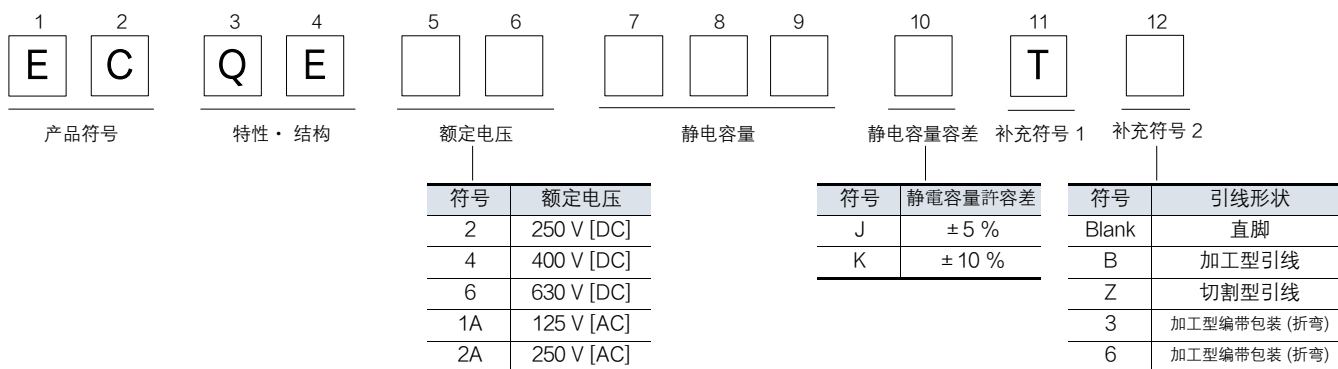 1 2 3 4 5 6 7 8 9 10 11 12
E C Q E T
产品符号 特性・ 结构 额定电压 静电容量 静电容量容差 补充符号 1 补充符号 2
符号 额定电压 符号 静電容量許容差 符号 引线形状
2 250 V [DC] J ±5 % Blank 直脚
4 400 V [DC] K ±10 % B 加工型引线
6 630 V [DC] Z 切割型引线
1A 125 V [AC] 3 加工型编带包装 (折弯)
2A 250 V [AC] 6 加工型编带包装 (折弯)